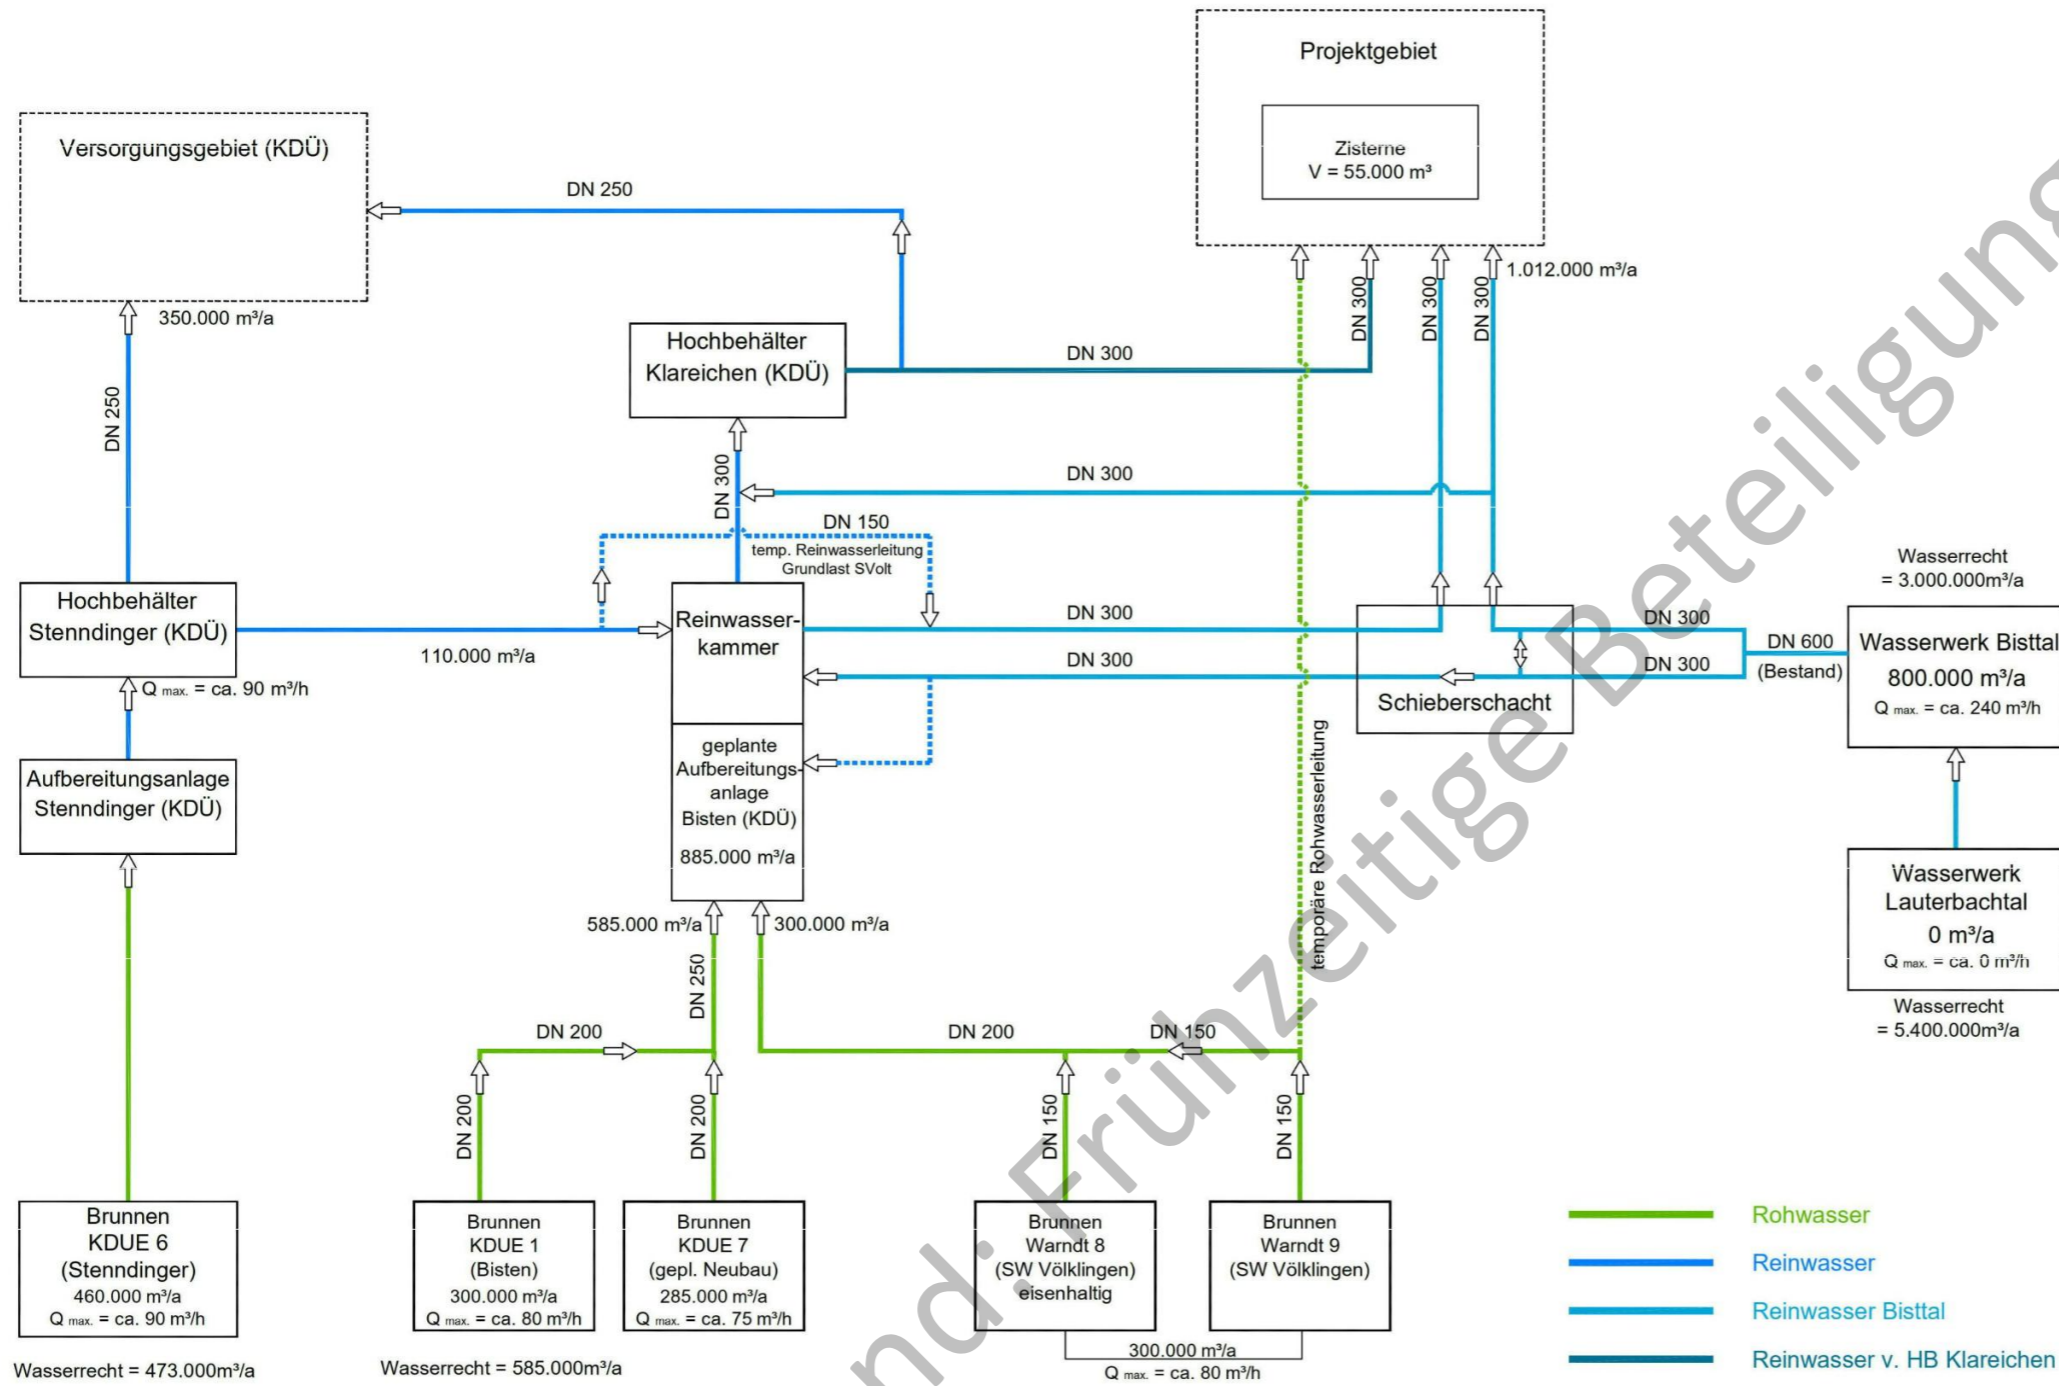 Projektgebiet
Zisterne
V = 55.000 m³
Versorgungsgebiet (KDÜ)
DN 250
350.000 m³/a
1.012.000 m³/a
DN 300
DN 300
DN 300
Hochbehälter
Klareichen (KDÜ)
DN 300
DN 250
DN 300
DN 300
DN 150
temp. Reinwasserleitung
Grundlast SVolt
Hochbehälter
Stenndinger (KDÜ)
110.000 m³/a
Q max. = ca. 90 m³/h
Reinwasser-
kammer
DN 300
DN 300
Schieberschacht
DN 300
DN 300
DN 600
(Bestand)
Wasserrecht
= 3.000.000m³/a
Wasserwerk Bisttal
800.000 m³/a
Q max. = ca. 240 m³/h
Aufbereitungsanlage
Stenndinger (KDÜ)
geplante
Aufbereitungs-
anlage
Bisten (KDÜ)
885.000 m³/a
temporäre Rohwasserleitung
Wasserwerk
Lauterbachtal
0 m³/a
Q max. = ca. 0 m³/h
Wasserrecht
= 5.400.000m³/a
585.000 m³/a
300.000 m³/a
DN 250
DN 200
DN 200
DN 150
DN 200
DN 200
DN 150
DN 150
Brunnen
KDUE 6
(Stenndinger)
460.000 m³/a
Q max. = ca. 90 m³/h
Wasserrecht = 473.000m³/a
Brunnen
KDUE 1
(Bisten)
300.000 m³/a
Q max. = ca. 80 m³/h
Brunnen
KDUE 7
(gepl. Neubau)
285.000 m³/a
Q max. = ca. 75 m³/h
Wasserrecht = 585.000m³/a
Brunnen
Warndt 8
(SW Völklingen)
eisenhaltig
Brunnen
Warndt 9
(SW Völklingen)
300.000 m³/a
Q max. = ca. 80 m³/h
Rohwasser
Reinwasser
Reinwasser Bisttal
Reinwasser v. HB Klareichen
nd: Frühzeitige Beteiligung